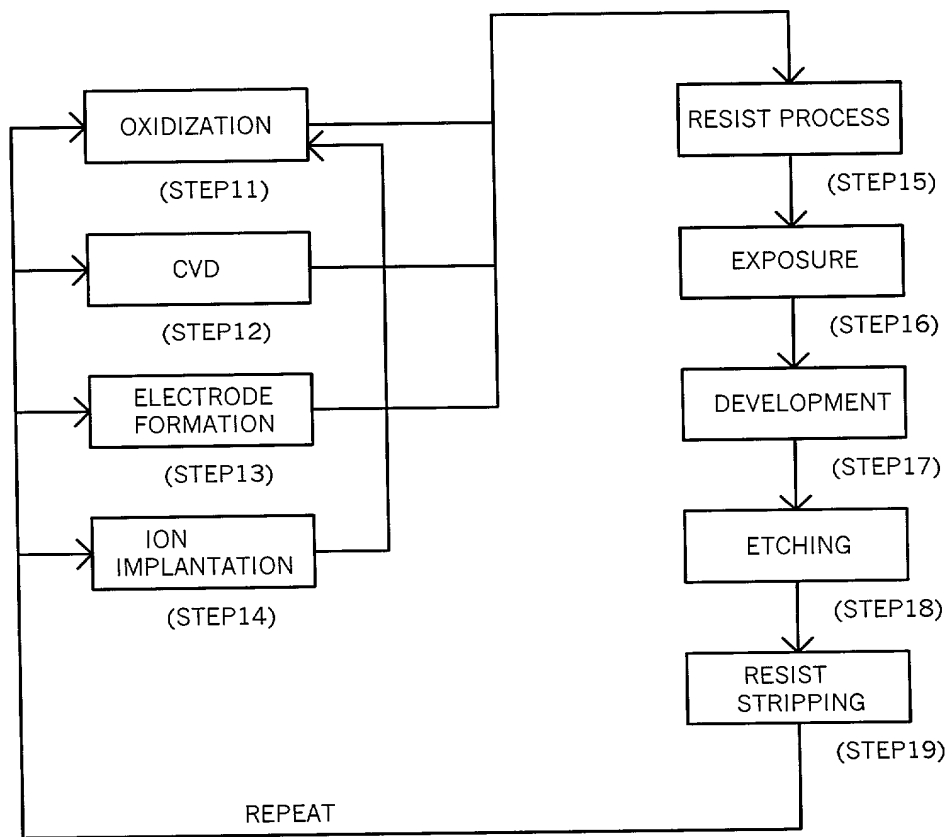 OXIDIZATION
(STEP11)
CVD
(STEP12)
ELECTRODE
FORMATION
(STEP13)
ION
IMPLANTATION
(STEP14)
RESIST PROCESS
(STEP15)
EXPOSURE
(STEP16)
DEVELOPMENT
(STEP17)
ETCHING
(STEP18)
RESIST
STRIPPING
(STEP19)
REPEAT